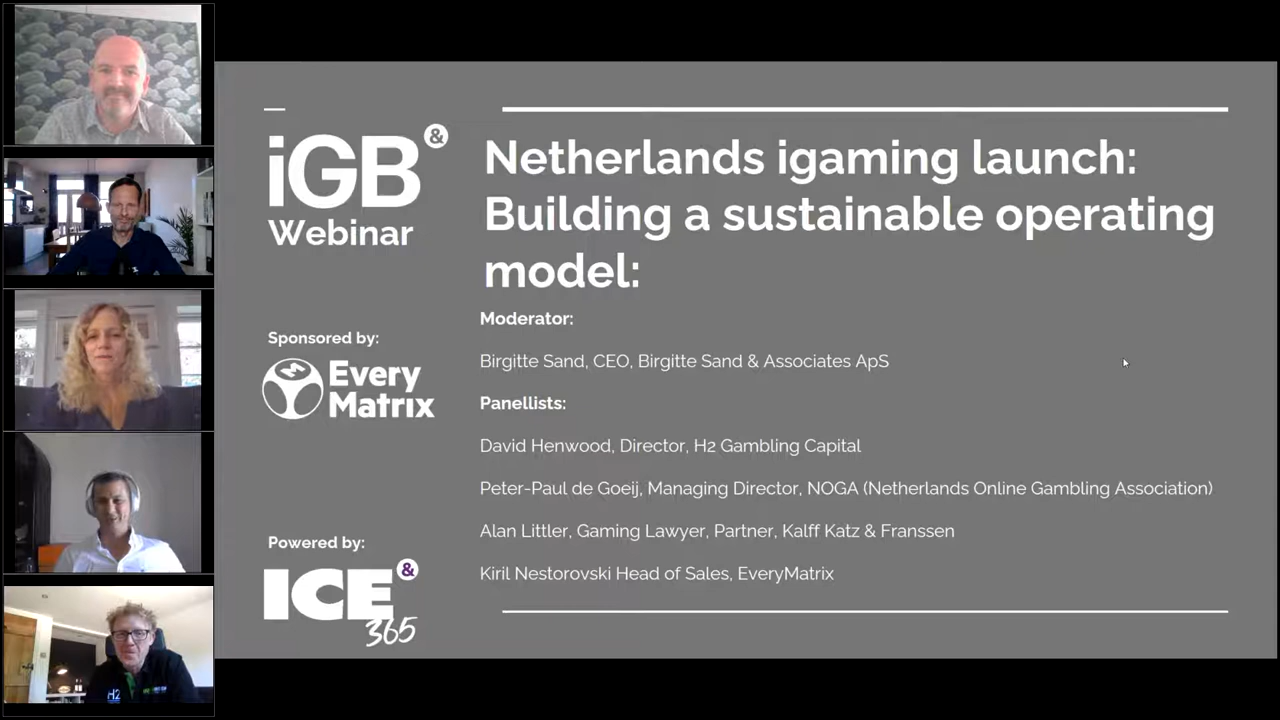 iGB &
Webinar
Netherlands igaming launch:
Building a sustainable operating
model:
Moderator:
Birgitte Sand, CEO, Birgitte Sand & Associates ApS
Panellists:
David Henwood, Director, H2 Gambling Capital
Peter-Paul de Goeij, Managing Director, NOGA (Netherlands Online Gambling Association)
Alan Littler, Gaming Lawyer, Partner, Kalff Katz & Franssen
Kiril Nestorovski Head of Sales, EveryMatrix
Sponsored by:
M
Every
Matrix
Powered by:
ICE &
365
H2